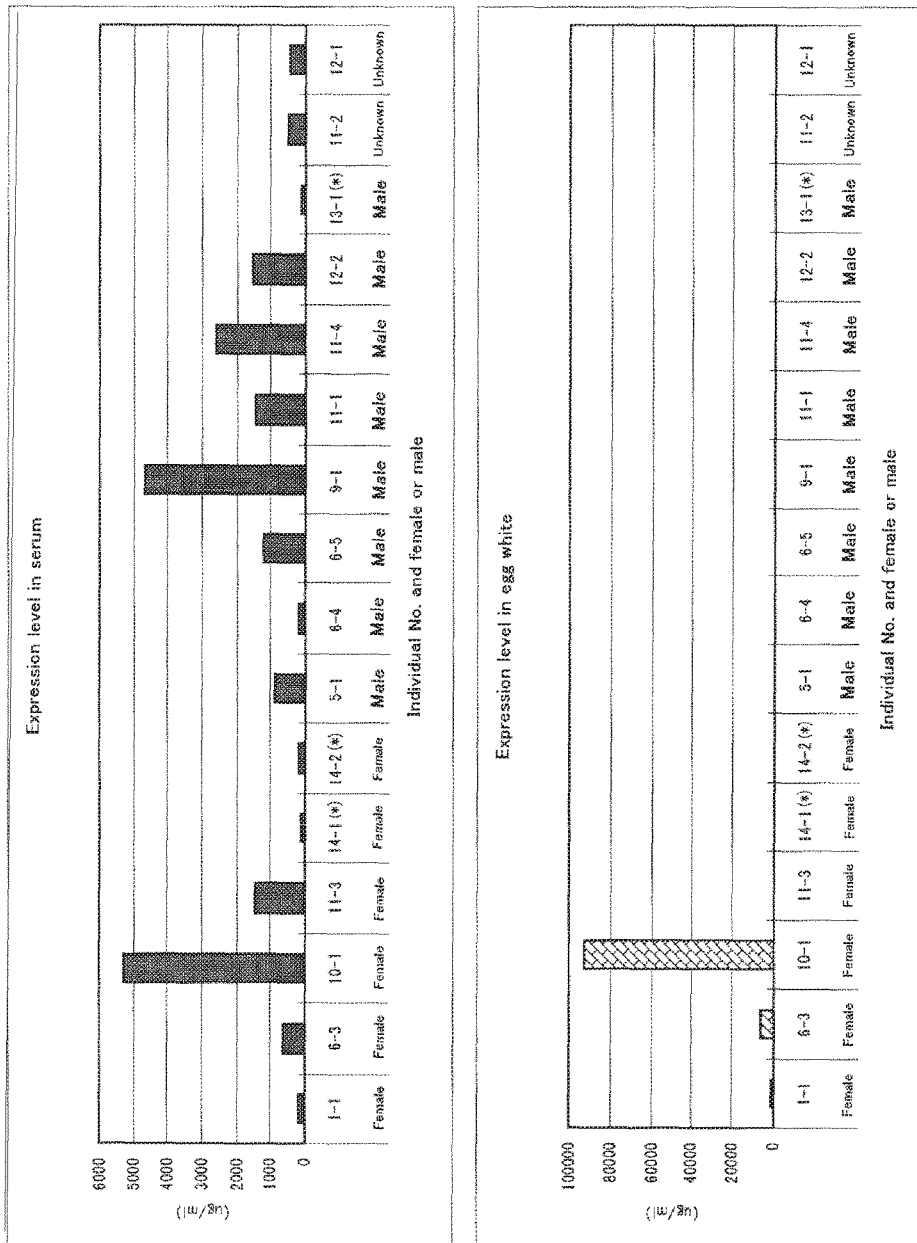 Expression level in serum
(ug/ml)
6000
5000
4000
3000
2000
1000
0
1-1 6-3 10-1 11-3 14-1(*) 14-2(*) 5-1 6-4 6-5 9-1 11-1 11-4 12-2 13-1(*) 11-2 12-1
Female Female Female Female Female Female Male Male Male Male Male Male Male Male Unknown Unknown
Individual No. and female or male
Expression level in egg white
(ug/ml)
100000
80000
60000
40000
20000
0
1-1 6-3 10-1 11-3 14-1(*) 14-2(*) 5-1 6-4 6-5 9-1 11-1 11-4 12-2 13-1(*) 11-2 12-1
Female Female Female Female Female Female Male Male Male Male Male Male Male Male Unknown Unknown
Individual No. and female or male